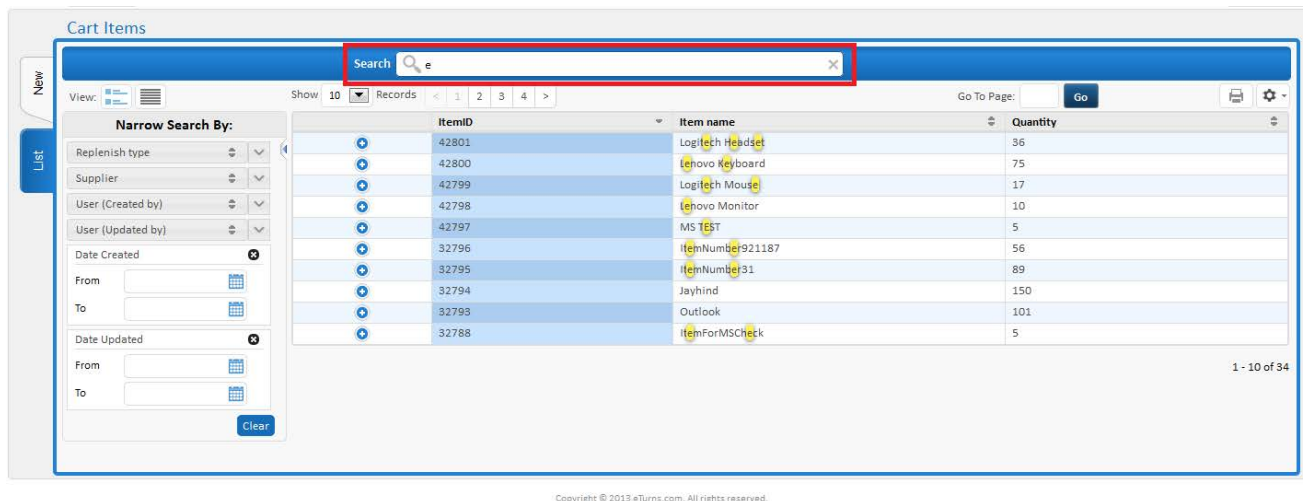 Cart Items
Search e
New
View:
Show 10 Records < 1 2 3 4 >
Go To Page: Go
List
Narrow Search By:
Replenish type
Supplier
User (Created by)
User (Updated by)
Date Created
From
To
Date Updated
From
To
Clear
ItemID Item name Quantity
42801 Logitech Headset 36
42800 Lenovo Keyboard 75
42799 Logitech Mouse 17
42798 Lenovo Monitor 10
42797 MS TEST 5
32796 ItemNumber921187 56
32795 ItemNumber31 89
32794 Jayhind 150
32793 Outlook 101
32788 ItemForMSCheck 5
1 - 10 of 34
Copyright © 2013 eTurns.com. All rights reserved.